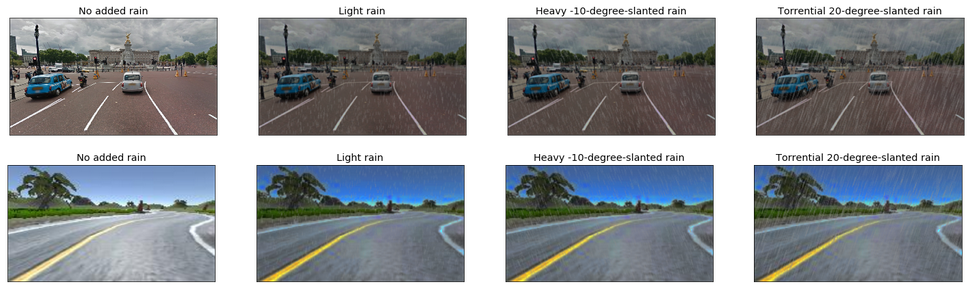 No added rain
Light rain
Heavy -10-degree-slanted rain
Torrential 20-degree-slanted rain
No added rain
Light rain
Heavy -10-degree-slanted rain
Torrential 20-degree-slanted rain